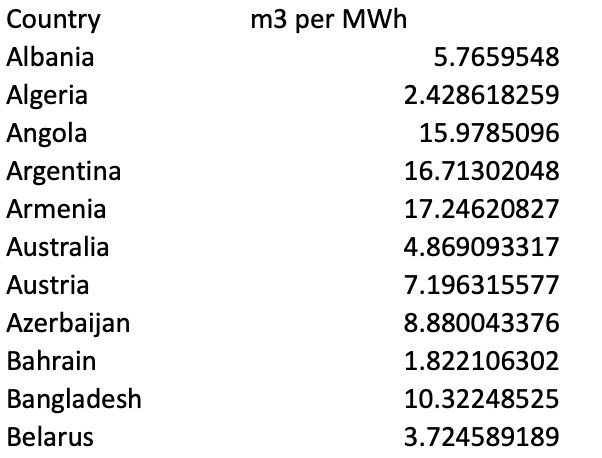 Country m3 per MWh
Albania 5.7659548
Algeria 2.428618259
Angola 15.9785096
Argentina 16.71302048
Armenia 17.24620827
Australia 4.869093317
Austria 7.196315577
Azerbaijan 8.880043376
Bahrain 1.822106302
Bangladesh 10.32248525
Belarus 3.724589189